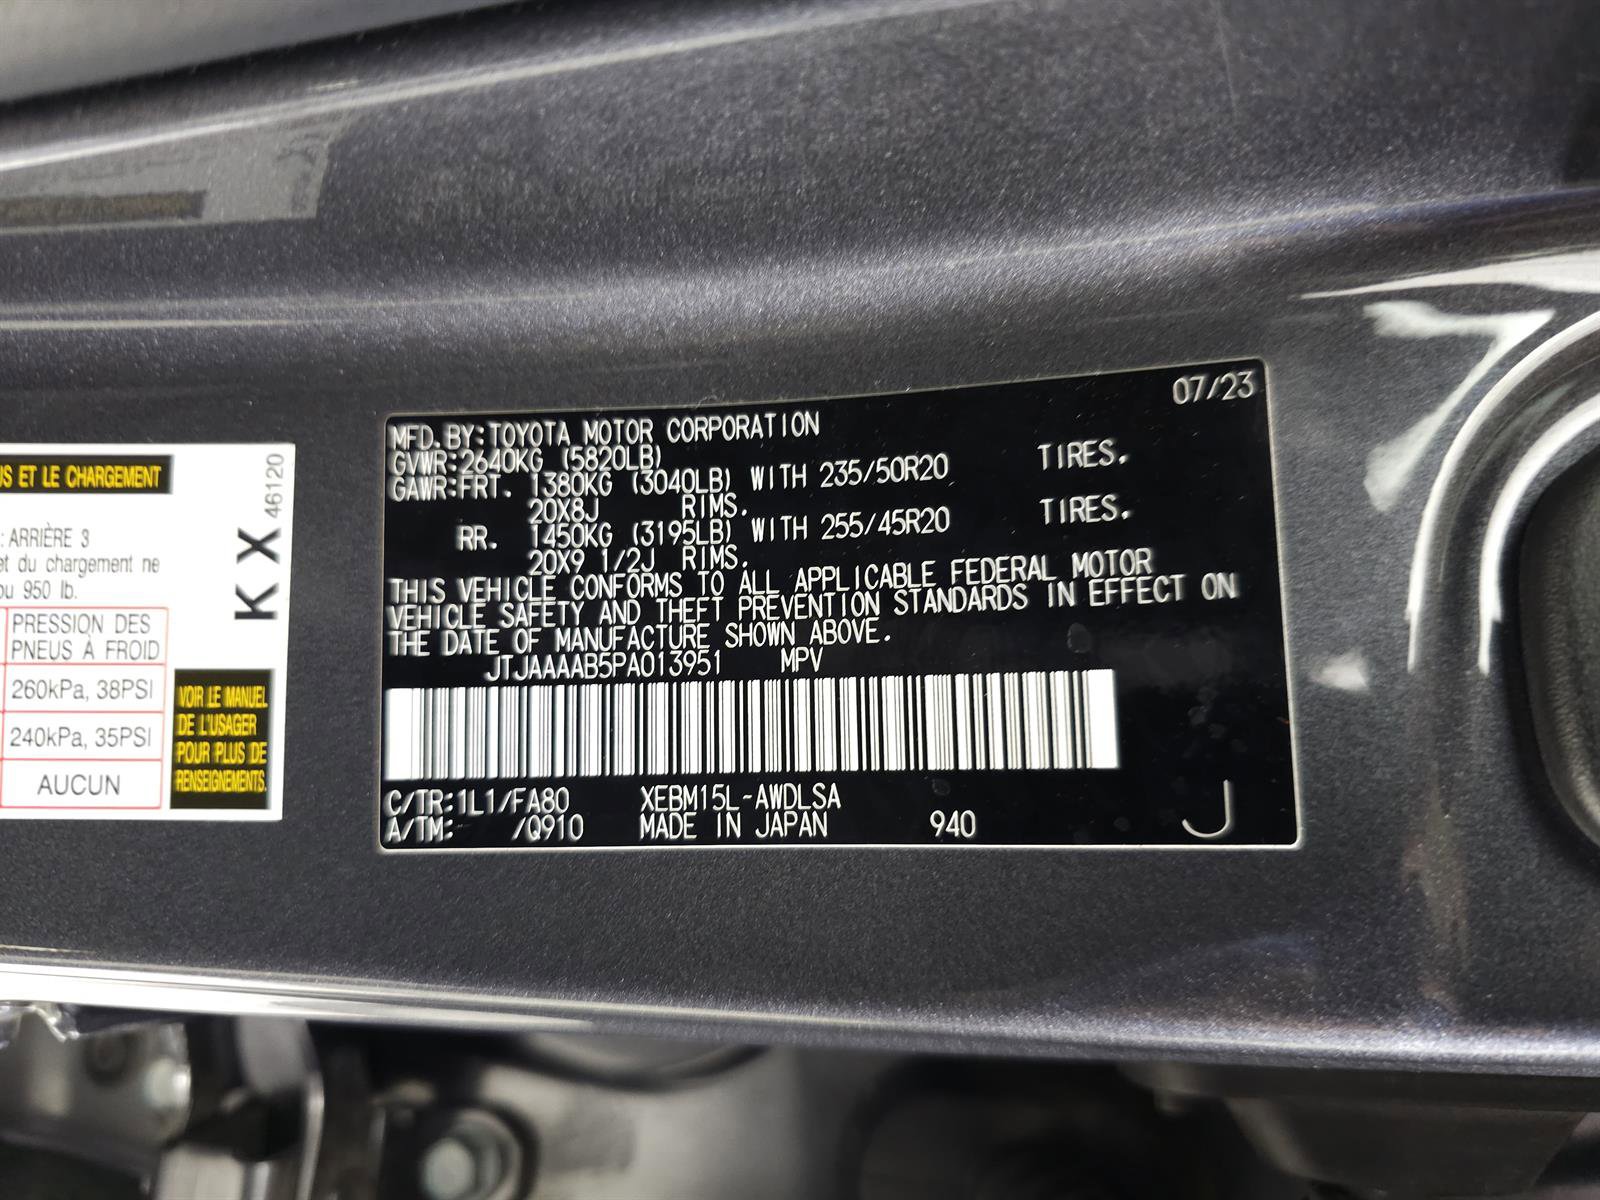 US ET LE CHARGEMENT
: ARRIÈRE 3
et du chargement ne
ou 950 lb.
PRESSION DES
PNEUS À FROID
260kPa, 38PSI
240kPa, 35PSI
AUCUN
KX 46120
VOIR LE MANUEL
DE L'USAGER
POUR PLUS DE
RENSEIGNEMENTS.
07/23
MFD.BY:TOYOTA MOTOR CORPORATION
GVWR:2640KG (5820LB)
GAWR:FRT. 1380KG (3040LB) WITH 235/50R20 TIRES.
20X8J RIMS.
RR. 1450KG (3195LB) WITH 255/45R20 TIRES.
20X9 1/2J RIMS.
THIS VEHICLE CONFORMS TO ALL APPLICABLE FEDERAL MOTOR
VEHICLE SAFETY AND THEFT PREVENTION STANDARDS IN EFFECT ON
THE DATE OF MANUFACTURE SHOWN ABOVE.
JTJAAAAB5PA013951 MPV
C/TR:1L1/FA80 XEBM15L-AWDLSA
A/TM:- /Q910 MADE IN JAPAN 940 J